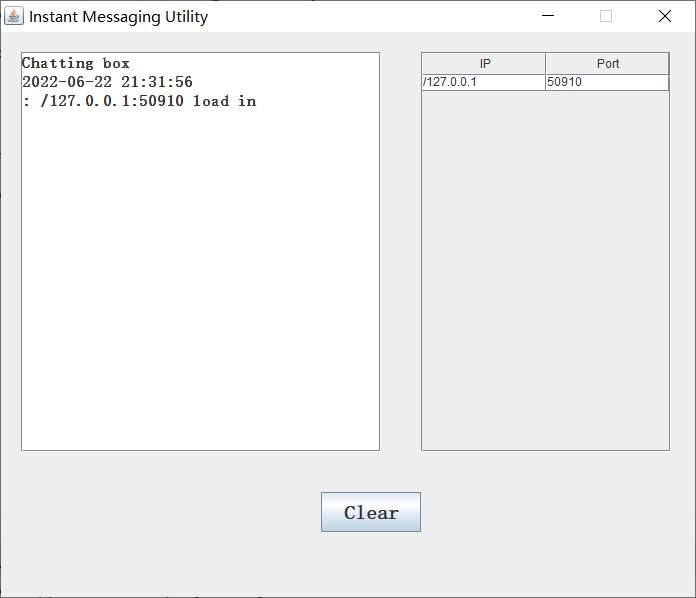 Instant Messaging Utility
Chatting box
2022-06-22 21:31:56
: /127.0.0.1:50910 load in
IP Port
/127.0.0.1 50910
Clear